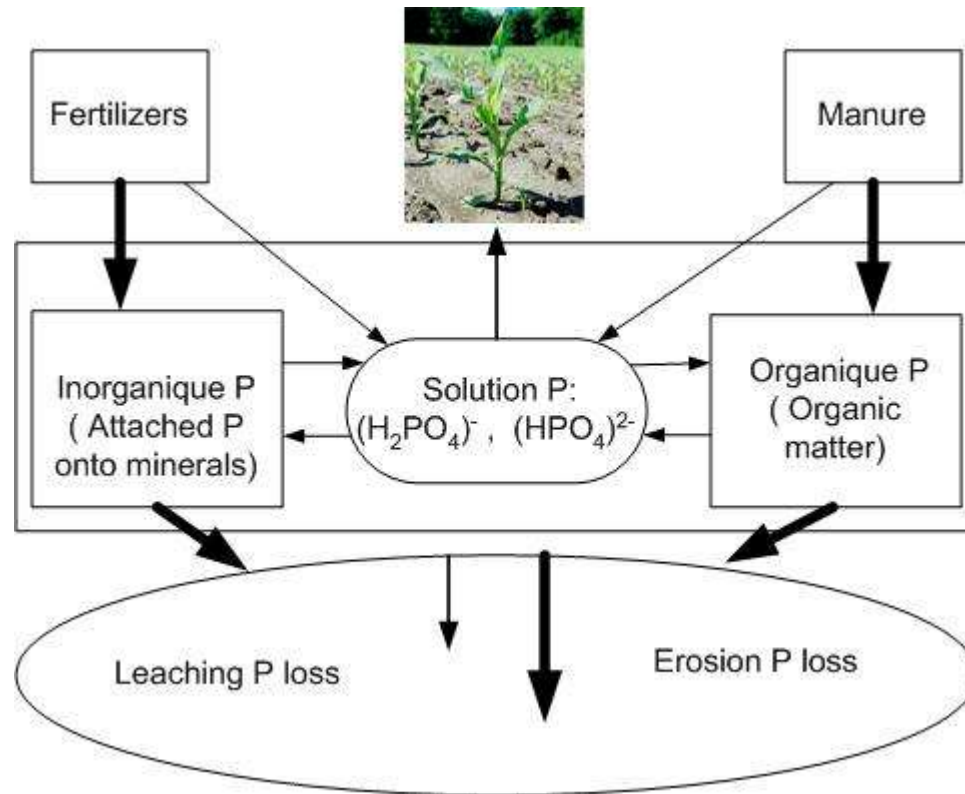 Fertilizers
Manure
Inorganique P
( Attached P
onto minerals)
Solution P:
(H₂PO₄)⁻ , (HPO₄)²⁻
Organique P
( Organic
matter)
Leaching P loss
Erosion P loss